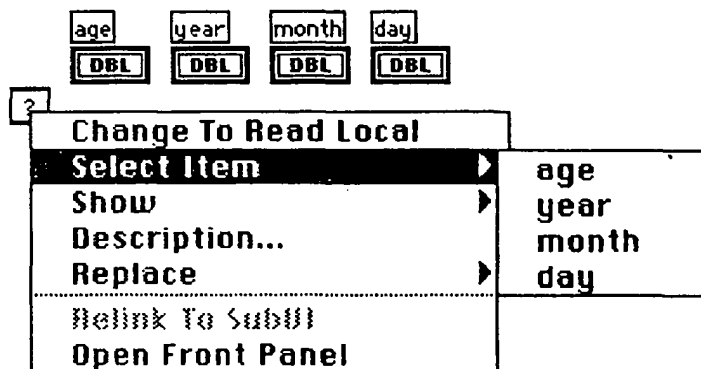 age year month day
DBL DBL DBL DBL
?
Change To Read Local
Select Item age
Show year
Description... month
Replace day
Relink To SubVI
Open Front Panel